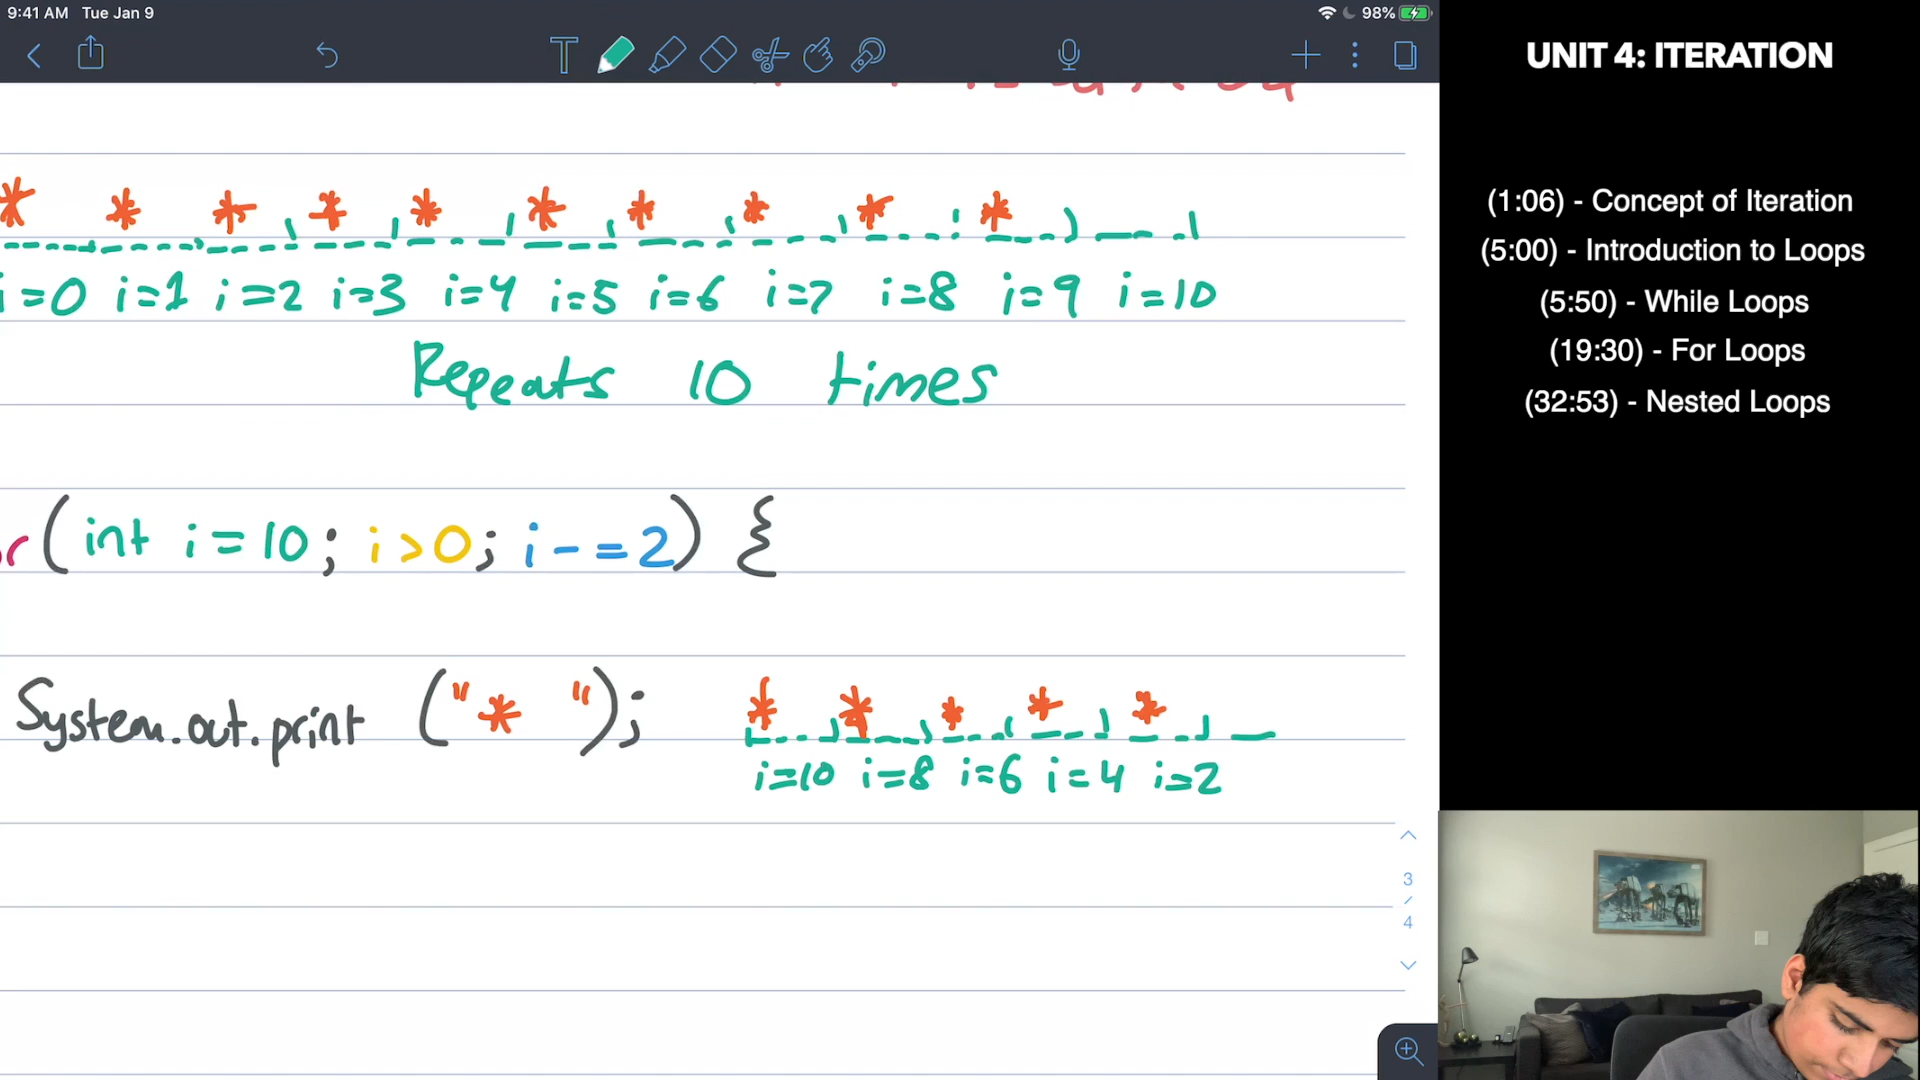 9:41 AM Tue Jan 9
98%
UNIT 4: ITERATION
(1:06) - Concept of Iteration
(5:00) - Introduction to Loops
(5:50) - While Loops
(19:30) - For Loops
(32:53) - Nested Loops
* * * * * * * * * *
i=0 i=1 i=2 i=3 i=4 i=5 i=6 i=7 i=8 i=9 i=10
Repeats 10 times
r(int i=10; i>0; i-=2) {
System.out.print ("* "); * * * * *
i=10 i=8 i=6 i=4 i=2
3
/
4